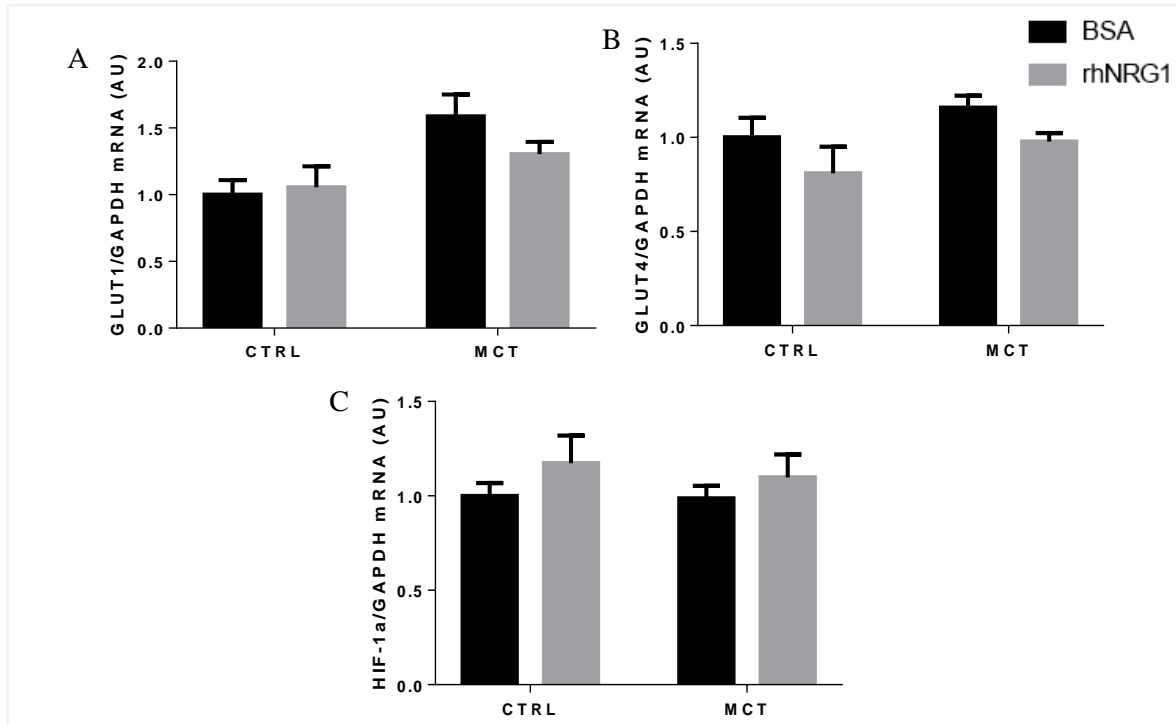 A
GLUT1/GAPDH mRNA (AU)
2.0
1.5
1.0
0.5
0.0
CTRL MCT
B
GLUT4/GAPDH mRNA (AU)
1.5
1.0
0.5
0.0
CTRL MCT
BSA
rhNRG1
C
HIF-1a/GAPDH mRNA (AU)
1.5
1.0
0.5
0.0
CTRL MCT